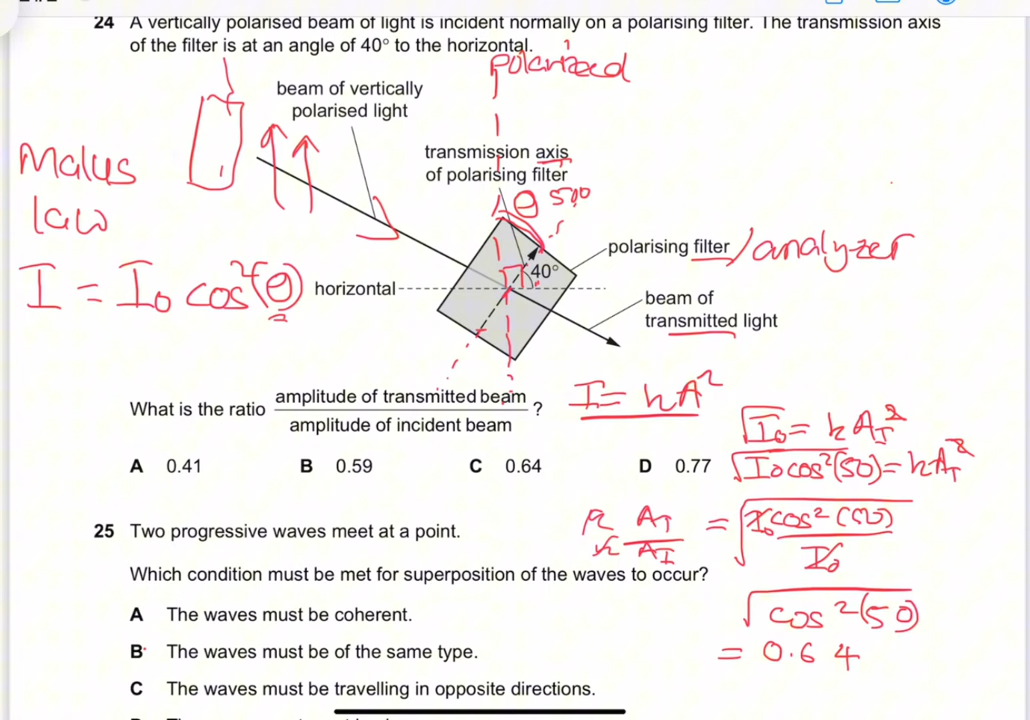 24 A vertically polarised beam of light is incident normally on a polarising filter. The transmission axis
of the filter is at an angle of 40° to the horizontal.
polarized
beam of vertically
polarised light
transmission axis
of polarising filter
Malus
law
θ 50°
polarising filter /analyzer
40°
I = I₀ cos²(θ)
horizontal
beam of
transmitted light
What is the ratio amplitude of transmitted beam / amplitude of incident beam ?
I = kA²
√I₀ = kA_I²
A 0.41 B 0.59 C 0.64 D 0.77
√I₀cos²(50) = kA_T²
25 Two progressive waves meet at a point.
k/k A_T/A_I = √I₀cos²(50)/I₀
Which condition must be met for superposition of the waves to occur?
√cos²(50)
A The waves must be coherent.
= 0.64
B The waves must be of the same type.
C The waves must be travelling in opposite directions.